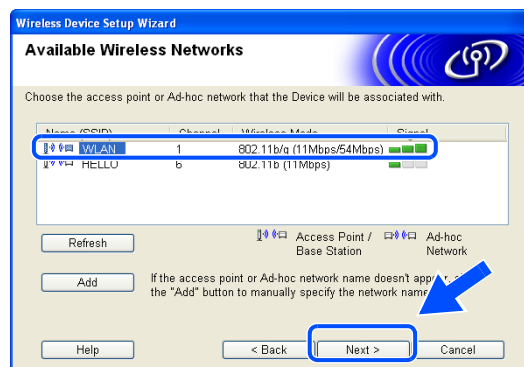 Wireless Device Setup Wizard
Available Wireless Networks
Choose the access point or Ad-hoc network that the Device will be associated with.
Name (SSID) Channel Wireless Mode Signal
WLAN 1 802.11b/g (11Mbps/54Mbps)
HELLO 6 802.11b (11Mbps)
Refresh
Access Point / Base Station
Ad-hoc Network
Add
If the access point or Ad-hoc network name doesn't appear,
the "Add" button to manually specify the network name
Help < Back Next > Cancel